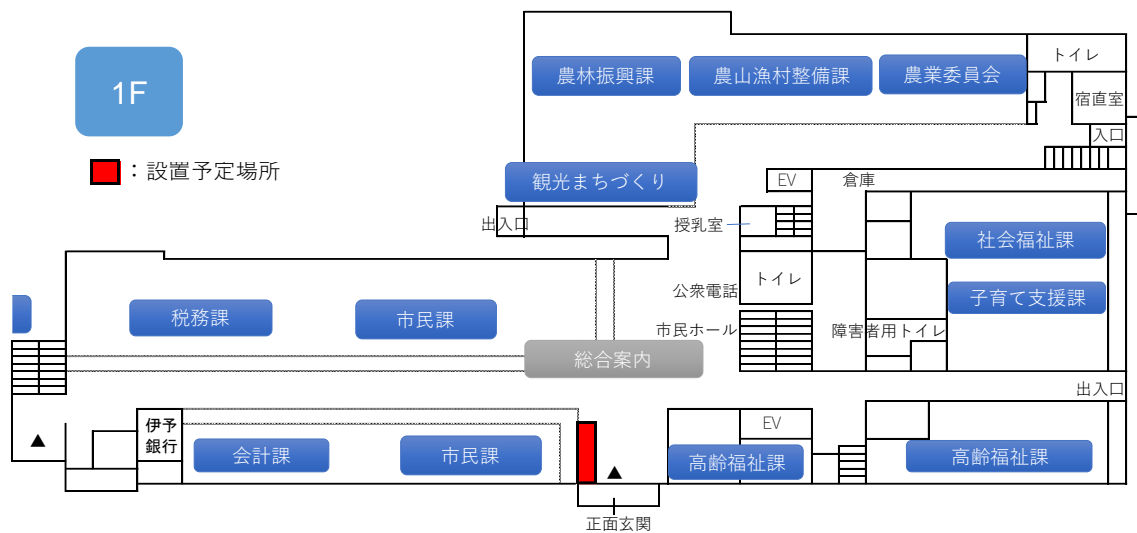 1F
：設置予定場所
農林振興課
農山漁村整備課
農業委員会
トイレ
宿直室
入口
観光まちづくり
EV
倉庫
出入口
授乳室
社会福祉課
トイレ
公衆電話
子育て支援課
税務課
市民課
市民ホール
障害者用トイレ
総合案内
出入口
伊予
銀行
会計課
市民課
EV
高齢福祉課
高齢福祉課
正面玄関